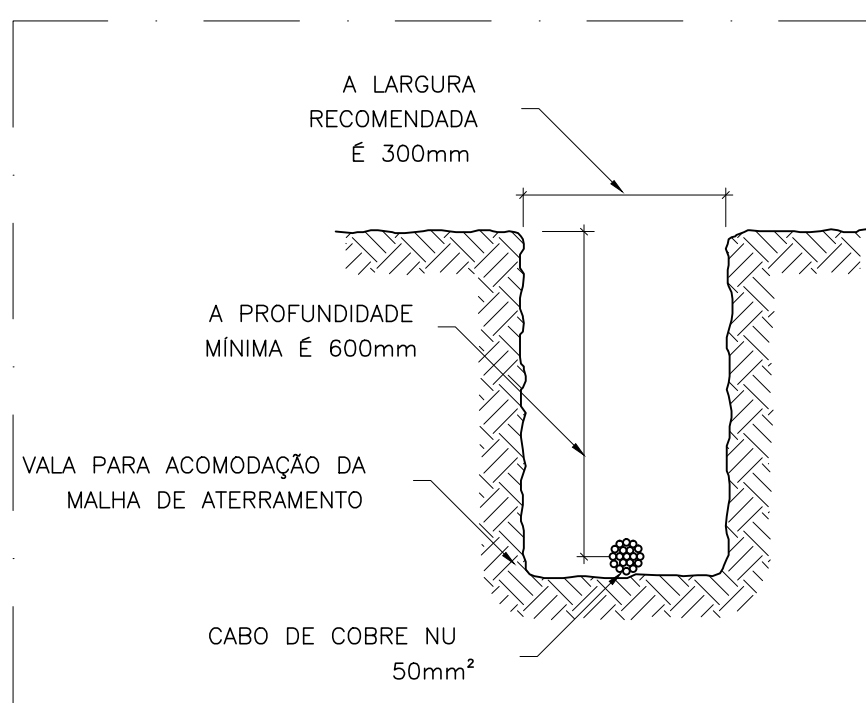 A LARGURA
RECOMENDADA
É 300mm
A PROFUNDIDADE
MÍNIMA É 600mm
VALA PARA ACOMODAÇÃO DA
MALHA DE ATERRAMENTO
CABO DE COBRE NU
50mm²